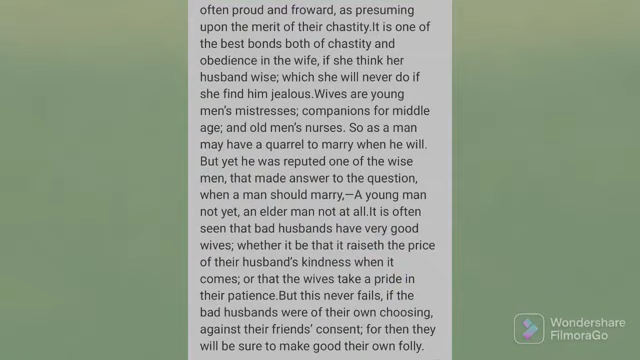 often proud and froward, as presuming
upon the merit of their chastity.It is one of
the best bonds both of chastity and
obedience in the wife, if she think her
husband wise; which she will never do if
she find him jealous.Wives are young
men’s mistresses; companions for middle
age; and old men’s nurses. So as a man
may have a quarrel to marry when he will.
But yet he was reputed one of the wise
men, that made answer to the question,
when a man should marry,—A young man
not yet, an elder man not at all.It is often
seen that bad husbands have very good
wives; whether it be that it raiseth the price
of their husband’s kindness when it
comes; or that the wives take a pride in
their patience.But this never fails, if the
bad husbands were of their own choosing,
against their friends’ consent; for then they
will be sure to make good their own folly.
Wondershare
FilmoraGo